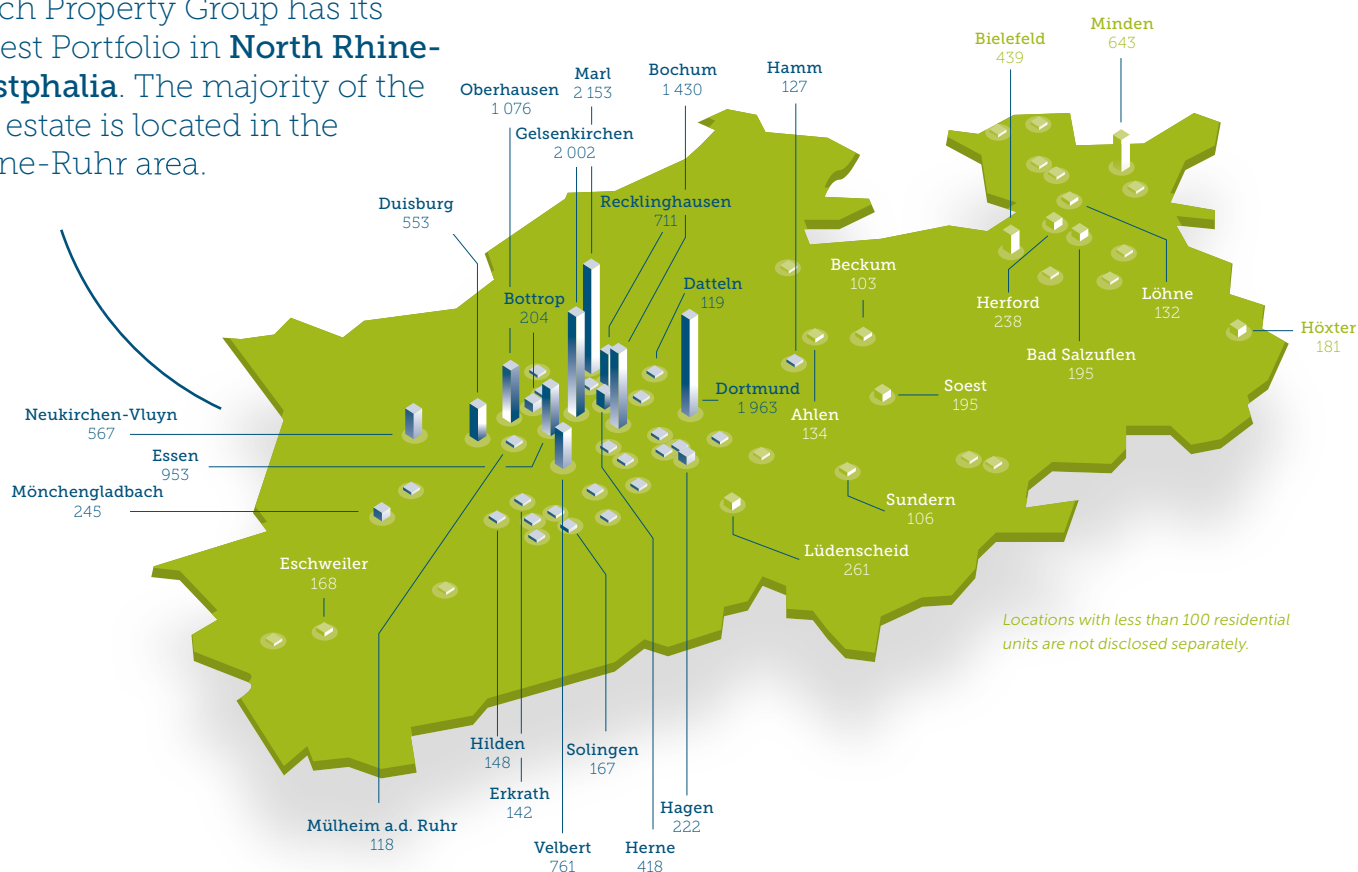 ch Property Group has its
est Portfolio in North Rhine-
stphalia. The majority of the
estate is located in the
ne-Ruhr area.
Minden
643
Bielefeld
439
Hamm
127
Bochum
1 430
Marl
2 153
Oberhausen
1 076
Gelsenkirchen
2 002
Recklinghausen
711
Duisburg
553
Beckum
103
Datteln
119
Bottrop
204
Herford
238
Löhne
132
Höxter
181
Bad Salzuflen
195
Soest
195
Dortmund
1 963
Ahlen
134
Neukirchen-Vluyn
567
Essen
953
Mönchengladbach
245
Sundern
106
Lüdenscheid
261
Eschweiler
168
Locations with less than 100 residential
units are not disclosed separately.
Hilden
148
Solingen
167
Erkrath
142
Hagen
222
Mülheim a.d. Ruhr
118
Velbert
761
Herne
418